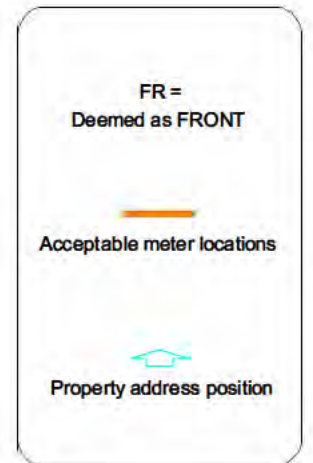 FR =
Deemed as FRONT
Acceptable meter locations
Property address position